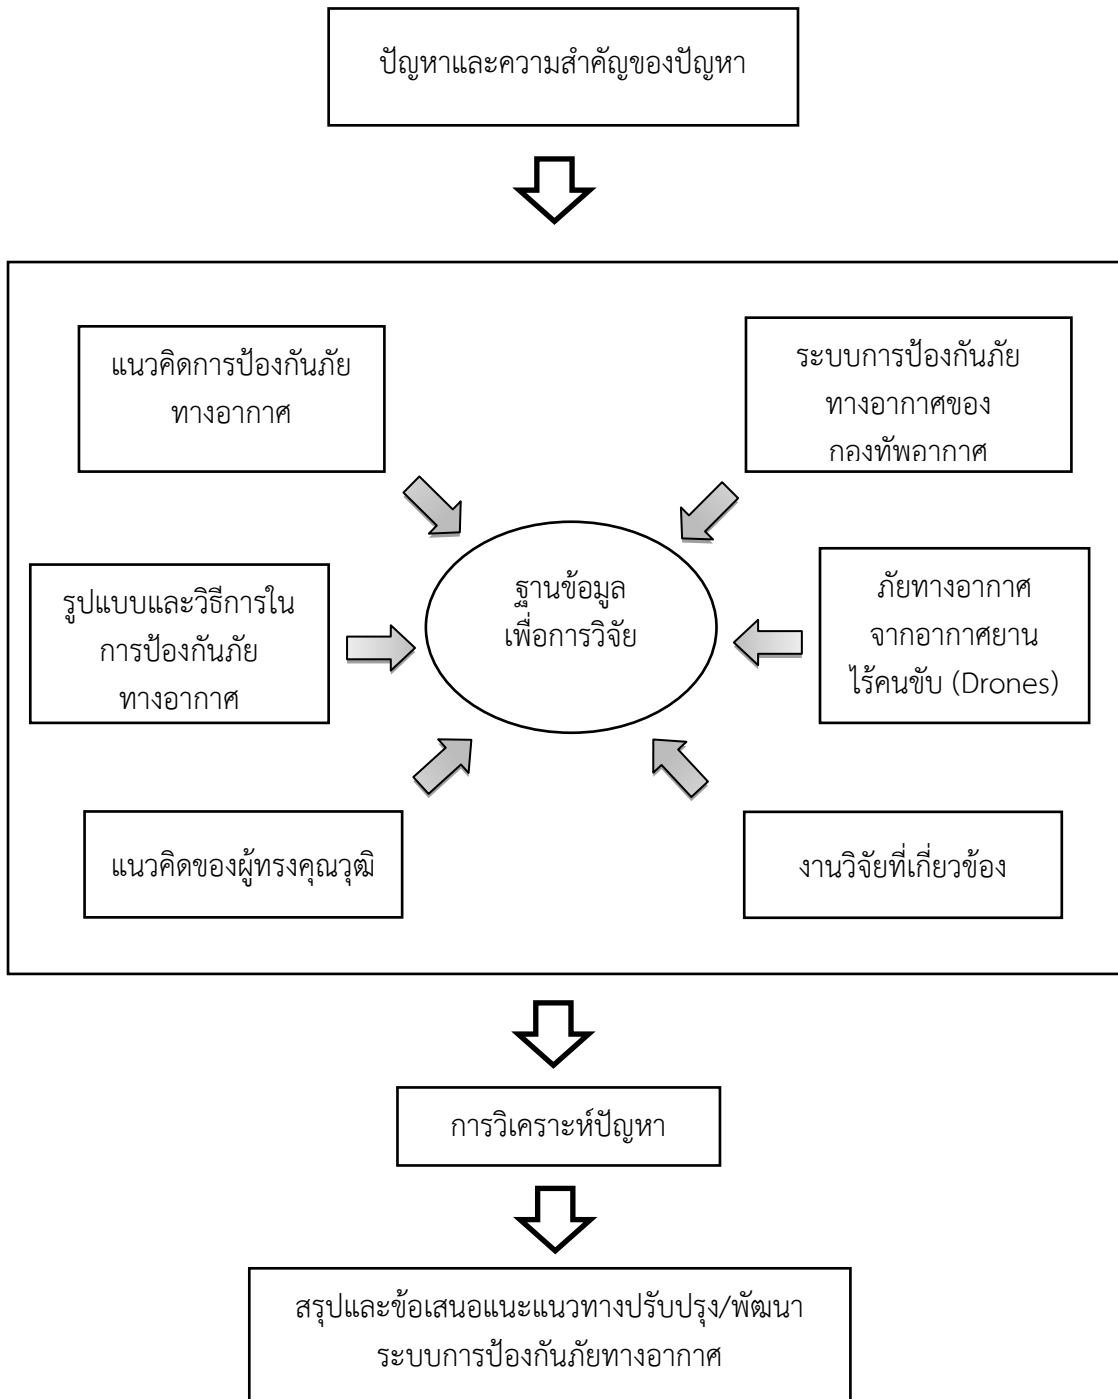 ปัญหาและความสำคัญของปัญหา
แนวคิดการป้องกันภัย
ทางอากาศ
ระบบการป้องกันภัย
ทางอากาศของ
กองทัพอากาศ
รูปแบบและวิธีการใน
การป้องกันภัย
ทางอากาศ
ฐานข้อมูล
เพื่อการวิจัย
ภัยทางอากาศ
จากอากาศยาน
ไร้คนขับ (Drones)
แนวคิดของผู้ทรงคุณวุฒิ
งานวิจัยที่เกี่ยวข้อง
การวิเคราะห์ปัญหา
สรุปและข้อเสนอแนะแนวทางปรับปรุง/พัฒนา
ระบบการป้องกันภัยทางอากาศ